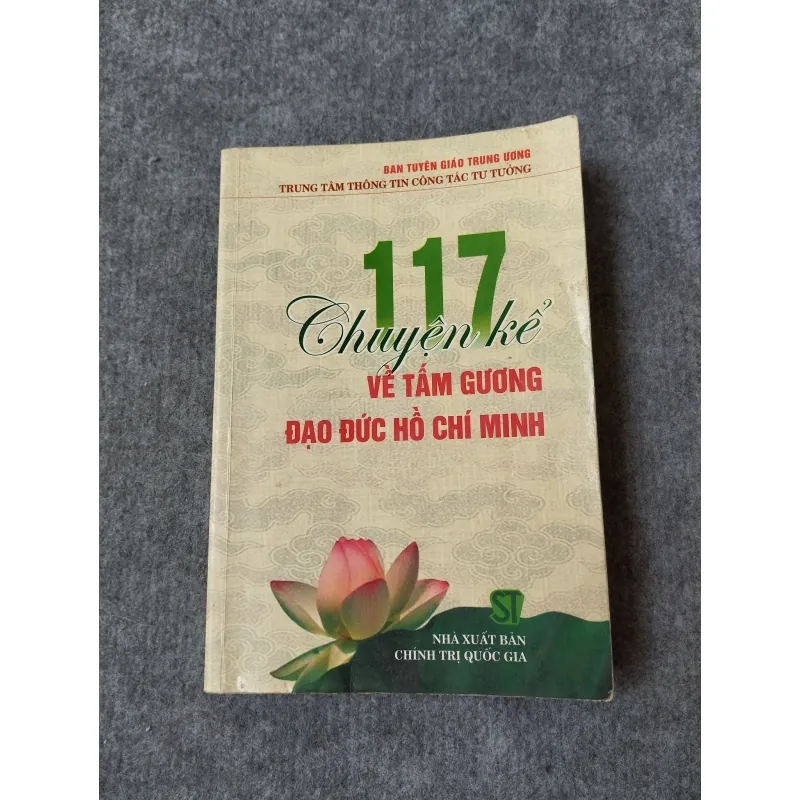 BAN TUYÊN GIÁO TRUNG ƯƠNG
TRUNG TÂM THÔNG TIN CÔNG TÁC TƯ TƯỞNG
117
Chuyện kể
VỀ TẤM GƯƠNG
ĐẠO ĐỨC HỒ CHÍ MINH
ST
NHÀ XUẤT BẢN
CHÍNH TRỊ QUỐC GIA